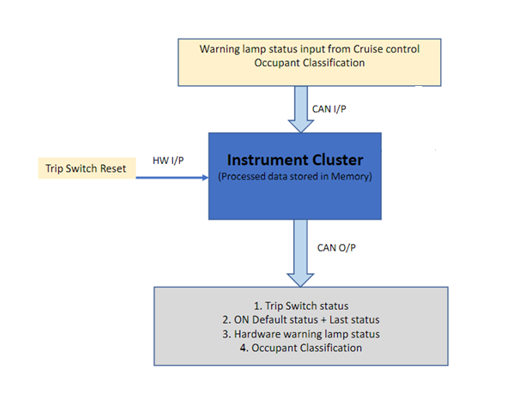 Warning lamp status input from Cruise control
Occupant Classification
CAN I/P
HW I/P
Trip Switch Reset
Instrument Cluster
(Processed data stored in Memory)
CAN O/P
1. Trip Switch status
2. ON Default status + Last status
3. Hardware warning lamp status
4. Occupant Classification